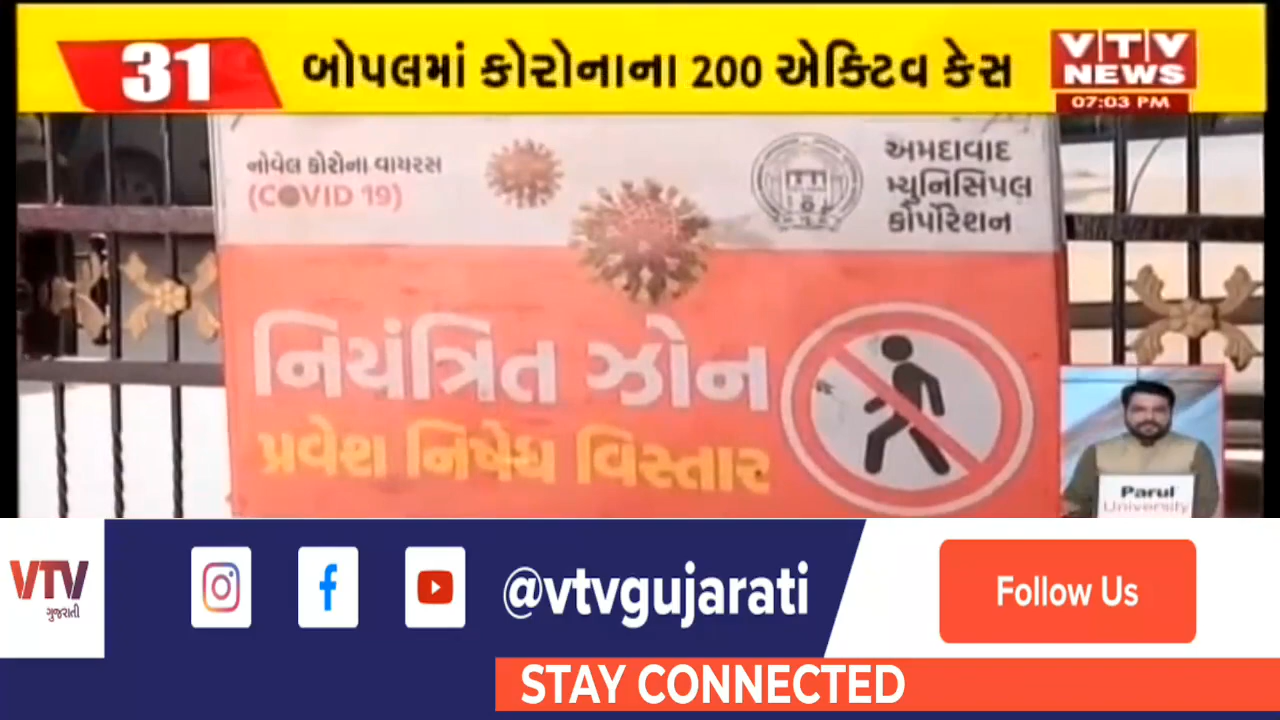 31
બોપલમાં કોરોનાના 200 એક્ટિવ કેસ
VTV
NEWS
07:03 PM
નોવેલ કોરોના વાયરસ
(COVID 19)
અમદાવાદ
મ્યુનિસિપલ
કોર્પોરેશન
નિયંત્રિત ઝોન
પ્રવેશ નિષેધ વિસ્તાર
Parul
University
VTV
ગુજરાતી
@vtvgujarati
Follow Us
STAY CONNECTED